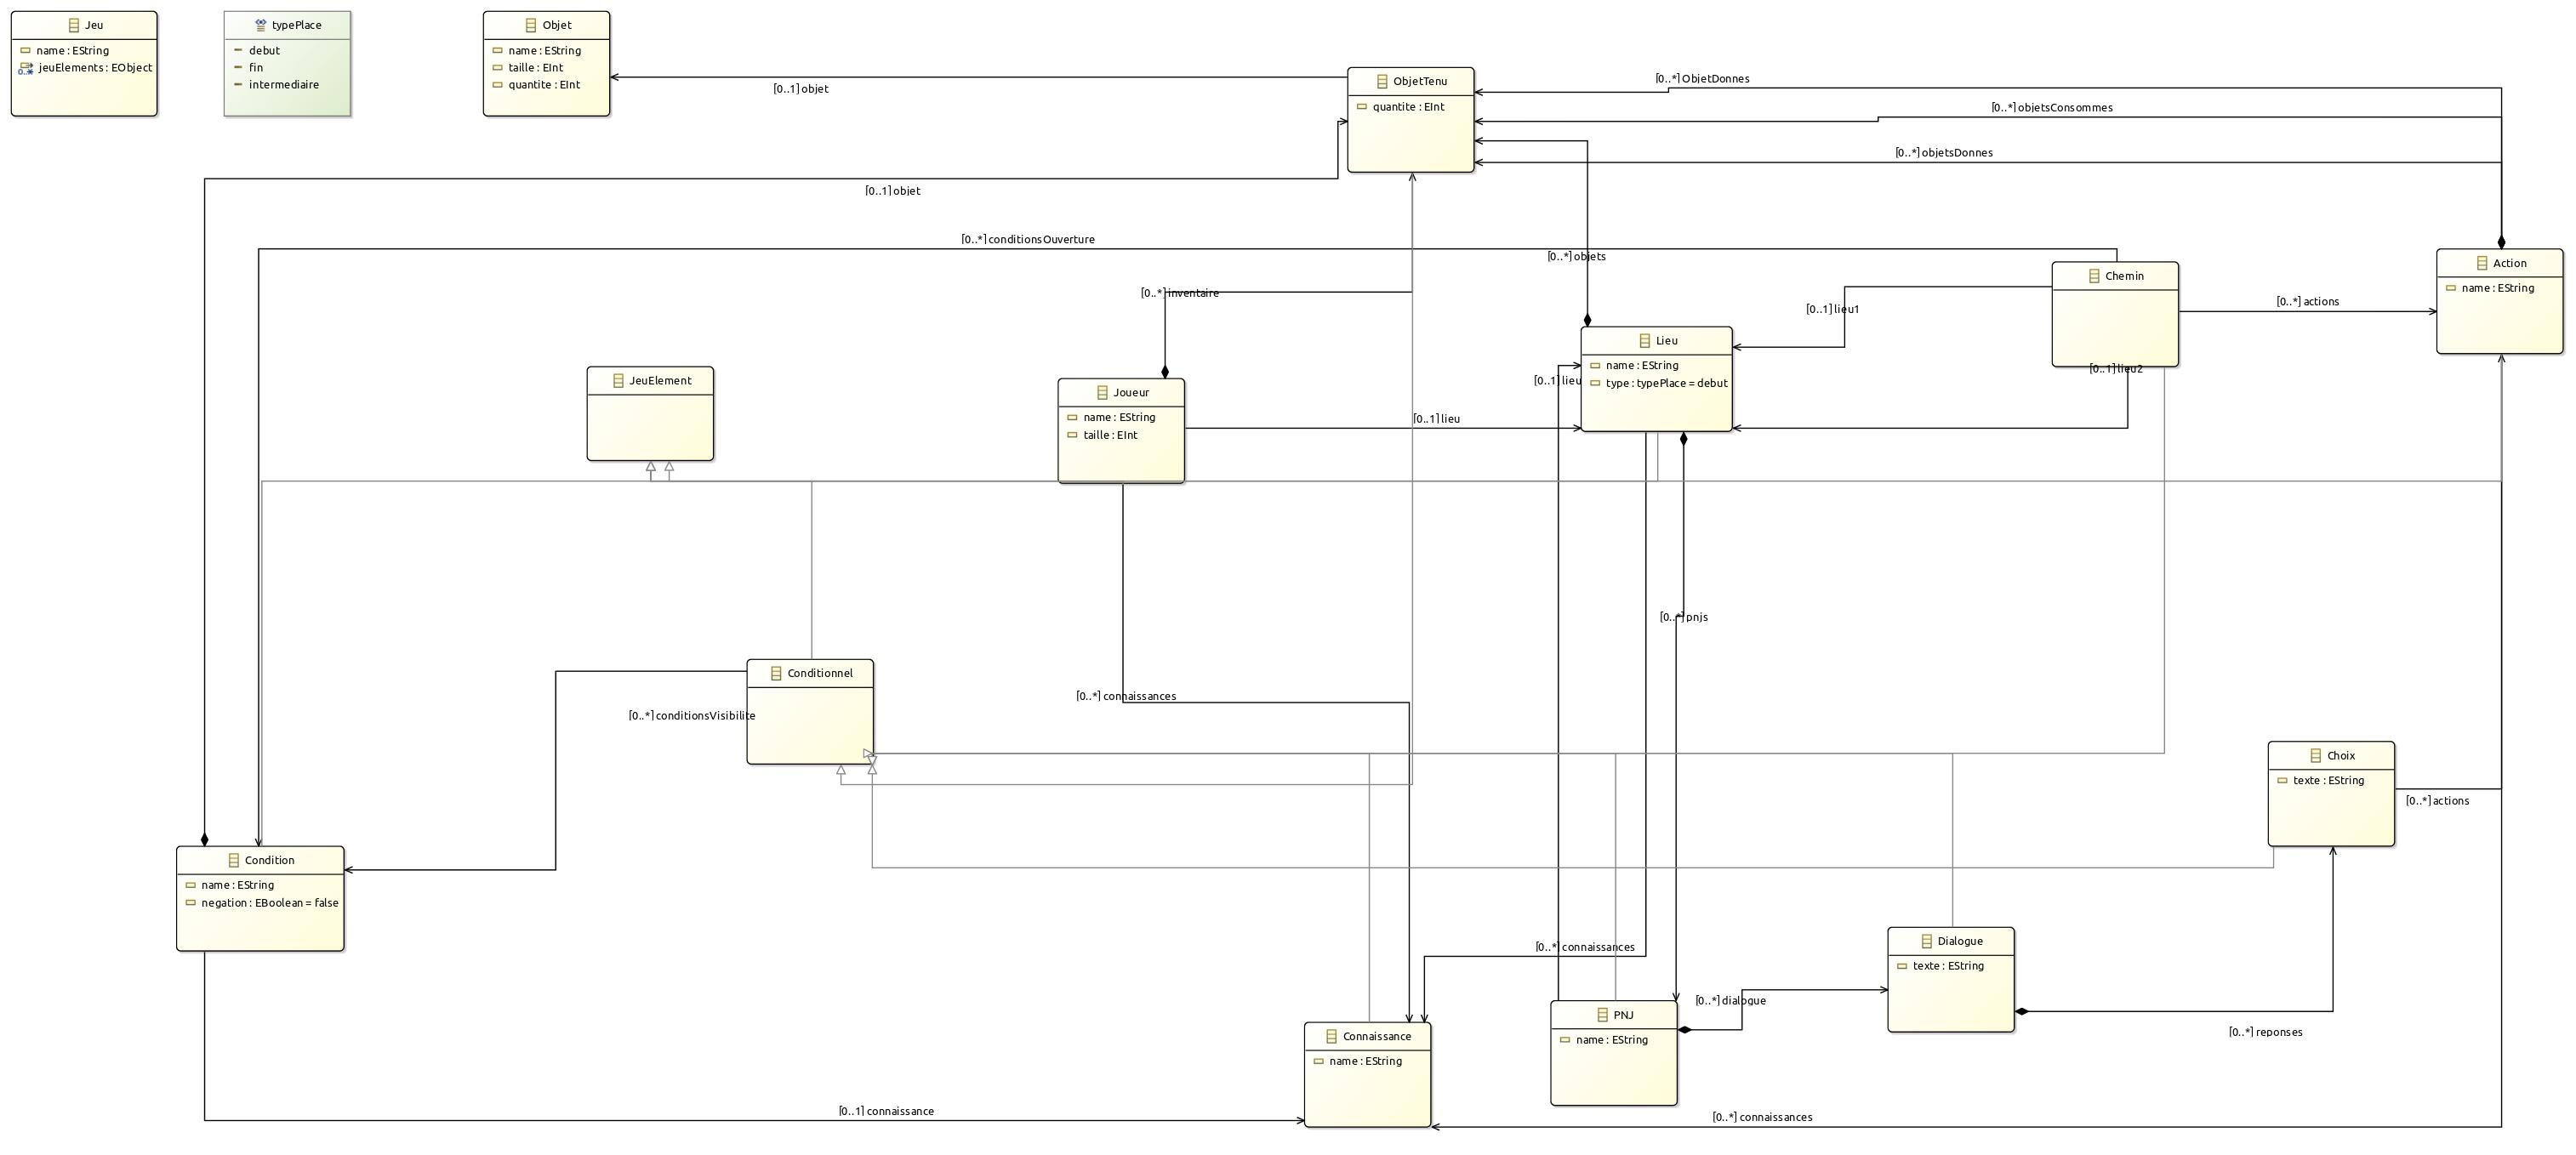 Jeu
name : EString
0..*
jeuElements : EObject
typePlace
debut
fin
intermediaire
Objet
name : EString
taille : EInt
quantite : EInt
ObjetTenu
quantite : EInt
[0..1] objet
[0..*] ObjetDonnes
[0..*] objetsConsommes
[0..*] objetsDonnes
[0..1] objet
[0..*] conditionsOuverture
[0..*] objets
[0..*] inventaire
Chemin
Action
name : EString
[0..*] actions
[0..1] lieu1
[0..1] lieu2
Lieu
name : EString
type : typePlace = debut
[0..1] lieu
JeuElement
Joueur
name : EString
taille : EInt
[0..1] lieu
[0..*] pnjs
Conditionnel
[0..*] conditionsVisibilite
[0..*] connaissances
Choix
texte : EString
[0..*] actions
Condition
name : EString
negation : EBoolean = false
[0..*] connaissances
Dialogue
texte : EString
[0..*] dialogue
PNJ
name : EString
[0..*] reponses
Connaissance
name : EString
[0..1] connaissance
[0..*] connaissances